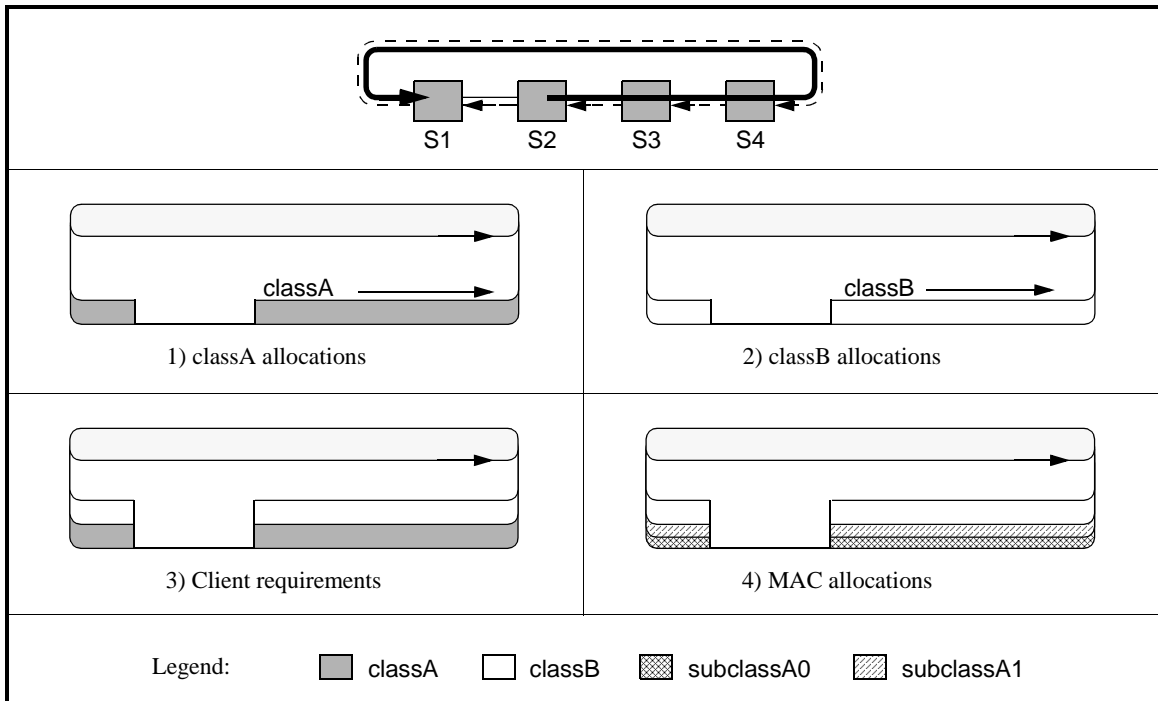 S1 S2 S3 S4
classA
1) classA allocations
classB
2) classB allocations
3) Client requirements
4) MAC allocations
Legend: classA classB subclassA0 subclassA1